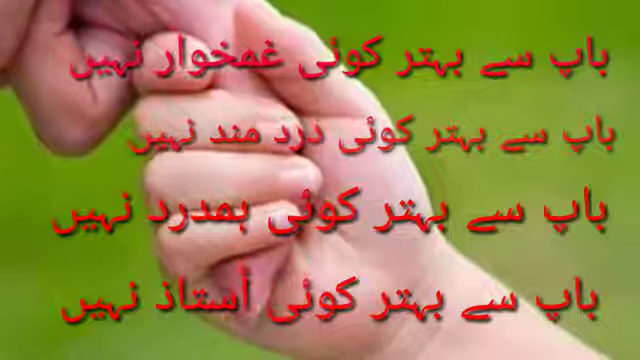 باپ سے بہتر کوئی غمخوار نہیں
باپ سے بہتر کوئی درد مند نہیں
باپ سے بہتر کوئی ہمدرد نہیں
باپ سے بہتر کوئی اُستاذ نہیں